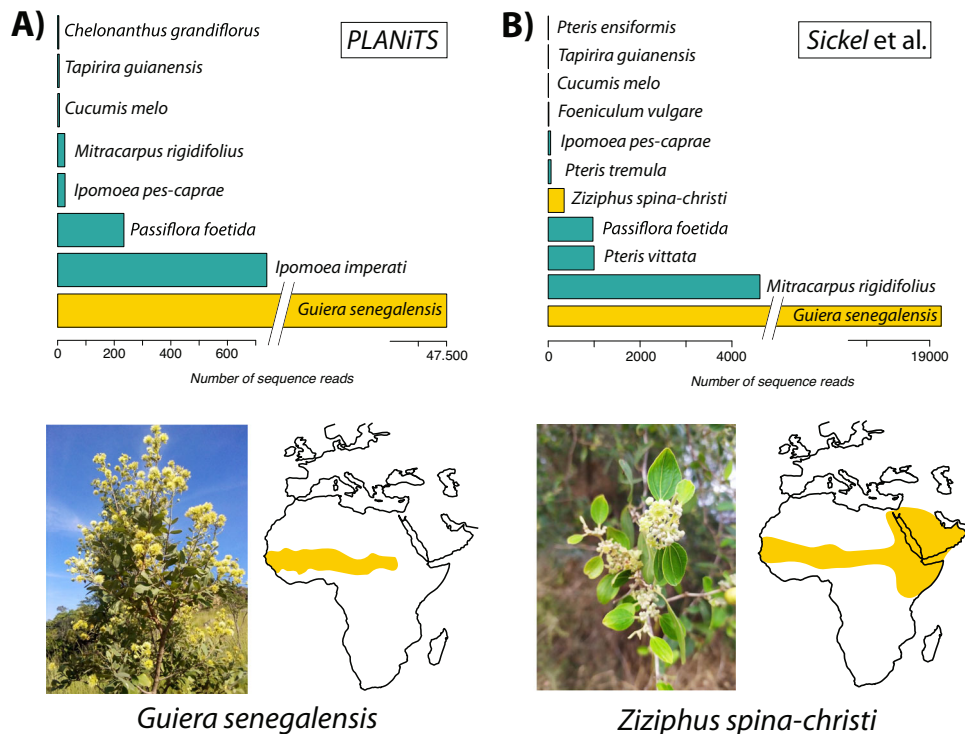 A)
PLANiTS
Chelonanthus grandiflorus
Tapirira guianensis
Cucumis melo
Mitracarpus rigidifolius
Ipomoea pes-caprae
Passiflora foetida
Ipomoea imperati
Guiera senegalensis
0 200 400 600 47.500
Number of sequence reads
B)
Sickel et al.
Pteris ensiformis
Tapirira guianensis
Cucumis melo
Foeniculum vulgare
Ipomoea pes-caprae
Pteris tremula
Ziziphus spina-christi
Passiflora foetida
Pteris vittata
Mitracarpus rigidifolius
Guiera senegalensis
0 2000 4000 19000
Number of sequence reads
Guiera senegalensis
Ziziphus spina-christi